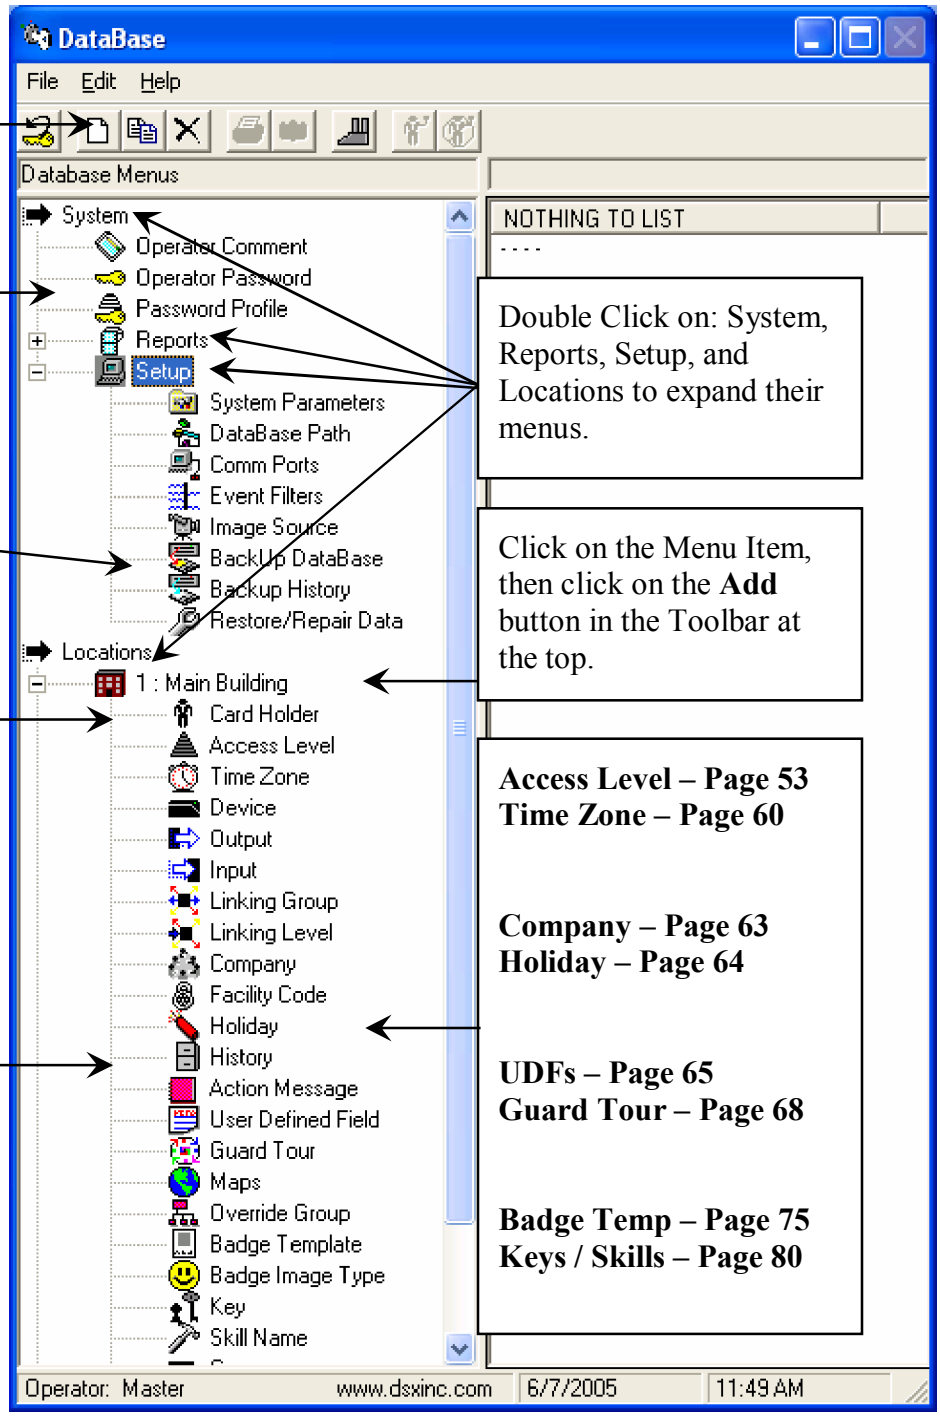 DataBase
File Edit Help
Database Menus
System
Operator Comment
Operator Password
Password Profile
Reports
Setup
System Parameters
DataBase Path
Comm Ports
Event Filters
Image Source
BackUp DataBase
Backup History
Restore/Repair Data
Locations
1 : Main Building
Card Holder
Access Level
Time Zone
Device
Output
Input
Linking Group
Linking Level
Company
Facility Code
Holiday
History
Action Message
User Defined Field
Guard Tour
Maps
Override Group
Badge Template
Badge Image Type
Key
Skill Name
NOTHING TO LIST
- - - -
Double Click on: System,
Reports, Setup, and
Locations to expand their
menus.
Click on the Menu Item,
then click on the Add
button in the Toolbar at
the top.
Access Level – Page 53
Time Zone – Page 60
Company – Page 63
Holiday – Page 64
UDFs – Page 65
Guard Tour – Page 68
Badge Temp – Page 75
Keys / Skills – Page 80
Operator: Master www.dsxinc.com 6/7/2005 11:49 AM